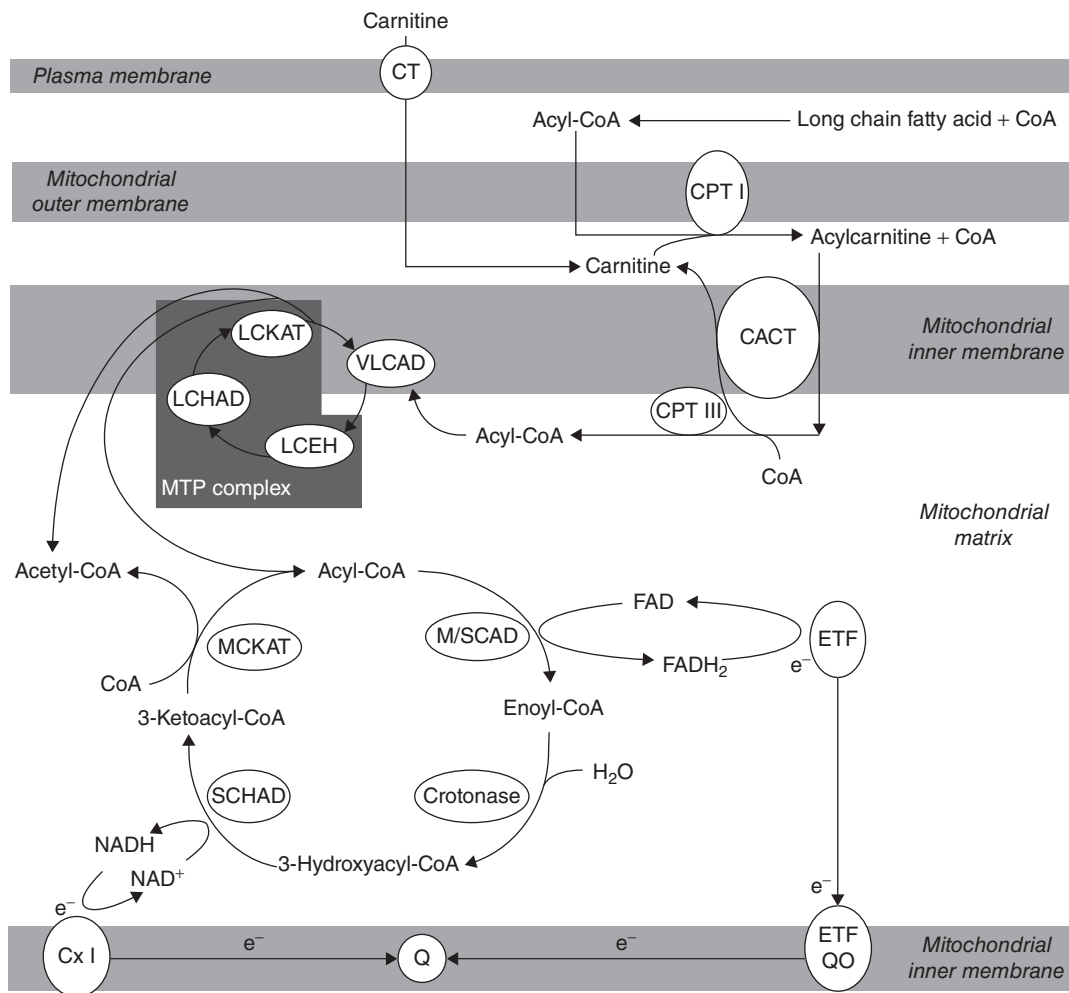 Carnitine
CT
Plasma membrane
Acyl-CoA
Long chain fatty acid + CoA
Mitochondrial
outer membrane
CPT I
Acylcarnitine + CoA
Carnitine
LCKAT
CACT
Mitochondrial
inner membrane
VLCAD
LCHAD
CPT III
Acyl-CoA
LCEH
CoA
MTP complex
Mitochondrial
matrix
Acetyl-CoA
Acyl-CoA
FAD
M/SCAD
ETF
MCKAT
FADH₂
e⁻
CoA
3-Ketoacyl-CoA
Enoyl-CoA
H₂O
SCHAD
Crotonase
NADH
3-Hydroxyacyl-CoA
NAD⁺
e⁻
e⁻
Cx I
e⁻
Q
e⁻
ETF
QO
Mitochondrial
inner membrane